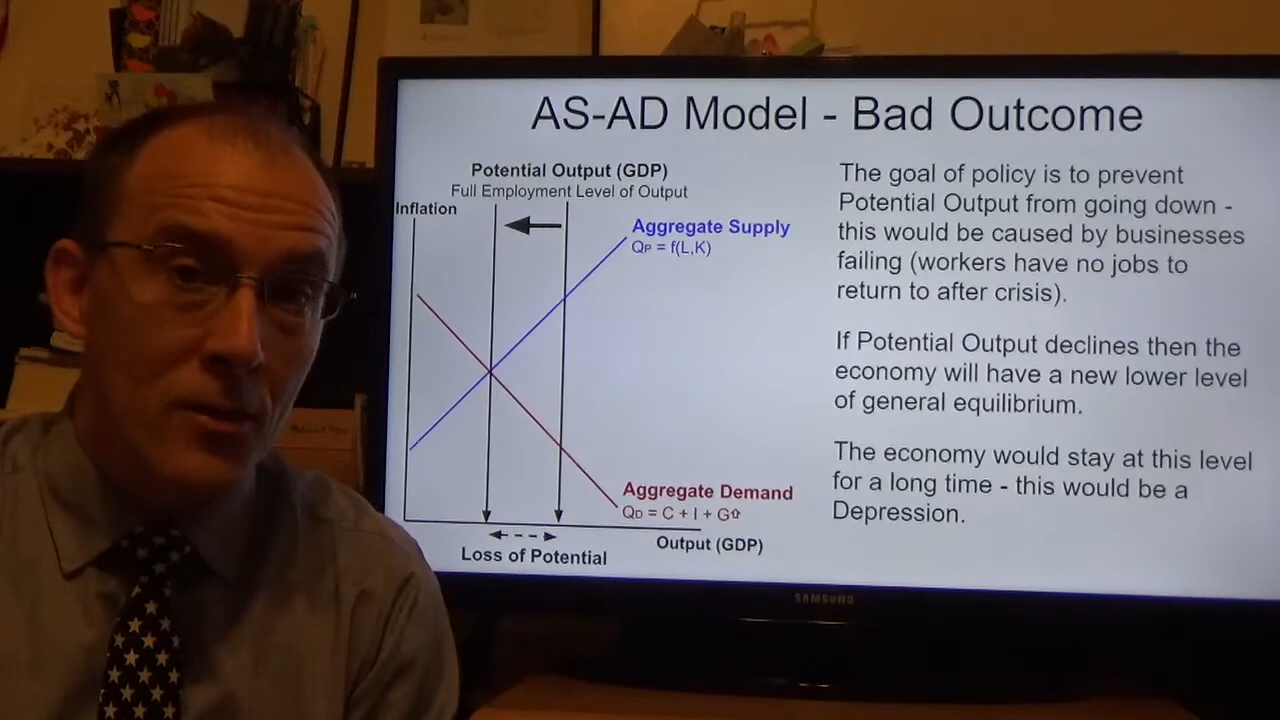 AS-AD Model - Bad Outcome
Potential Output (GDP)
Full Employment Level of Output
Inflation
Aggregate Supply
QP = f(L,K)
Aggregate Demand
QD = C + I + G⇧
Output (GDP)
Loss of Potential
The goal of policy is to prevent
Potential Output from going down -
this would be caused by businesses
failing (workers have no jobs to
return to after crisis).
If Potential Output declines then the
economy will have a new lower level
of general equilibrium.
The economy would stay at this level
for a long time - this would be a
Depression.
SAMSUNG